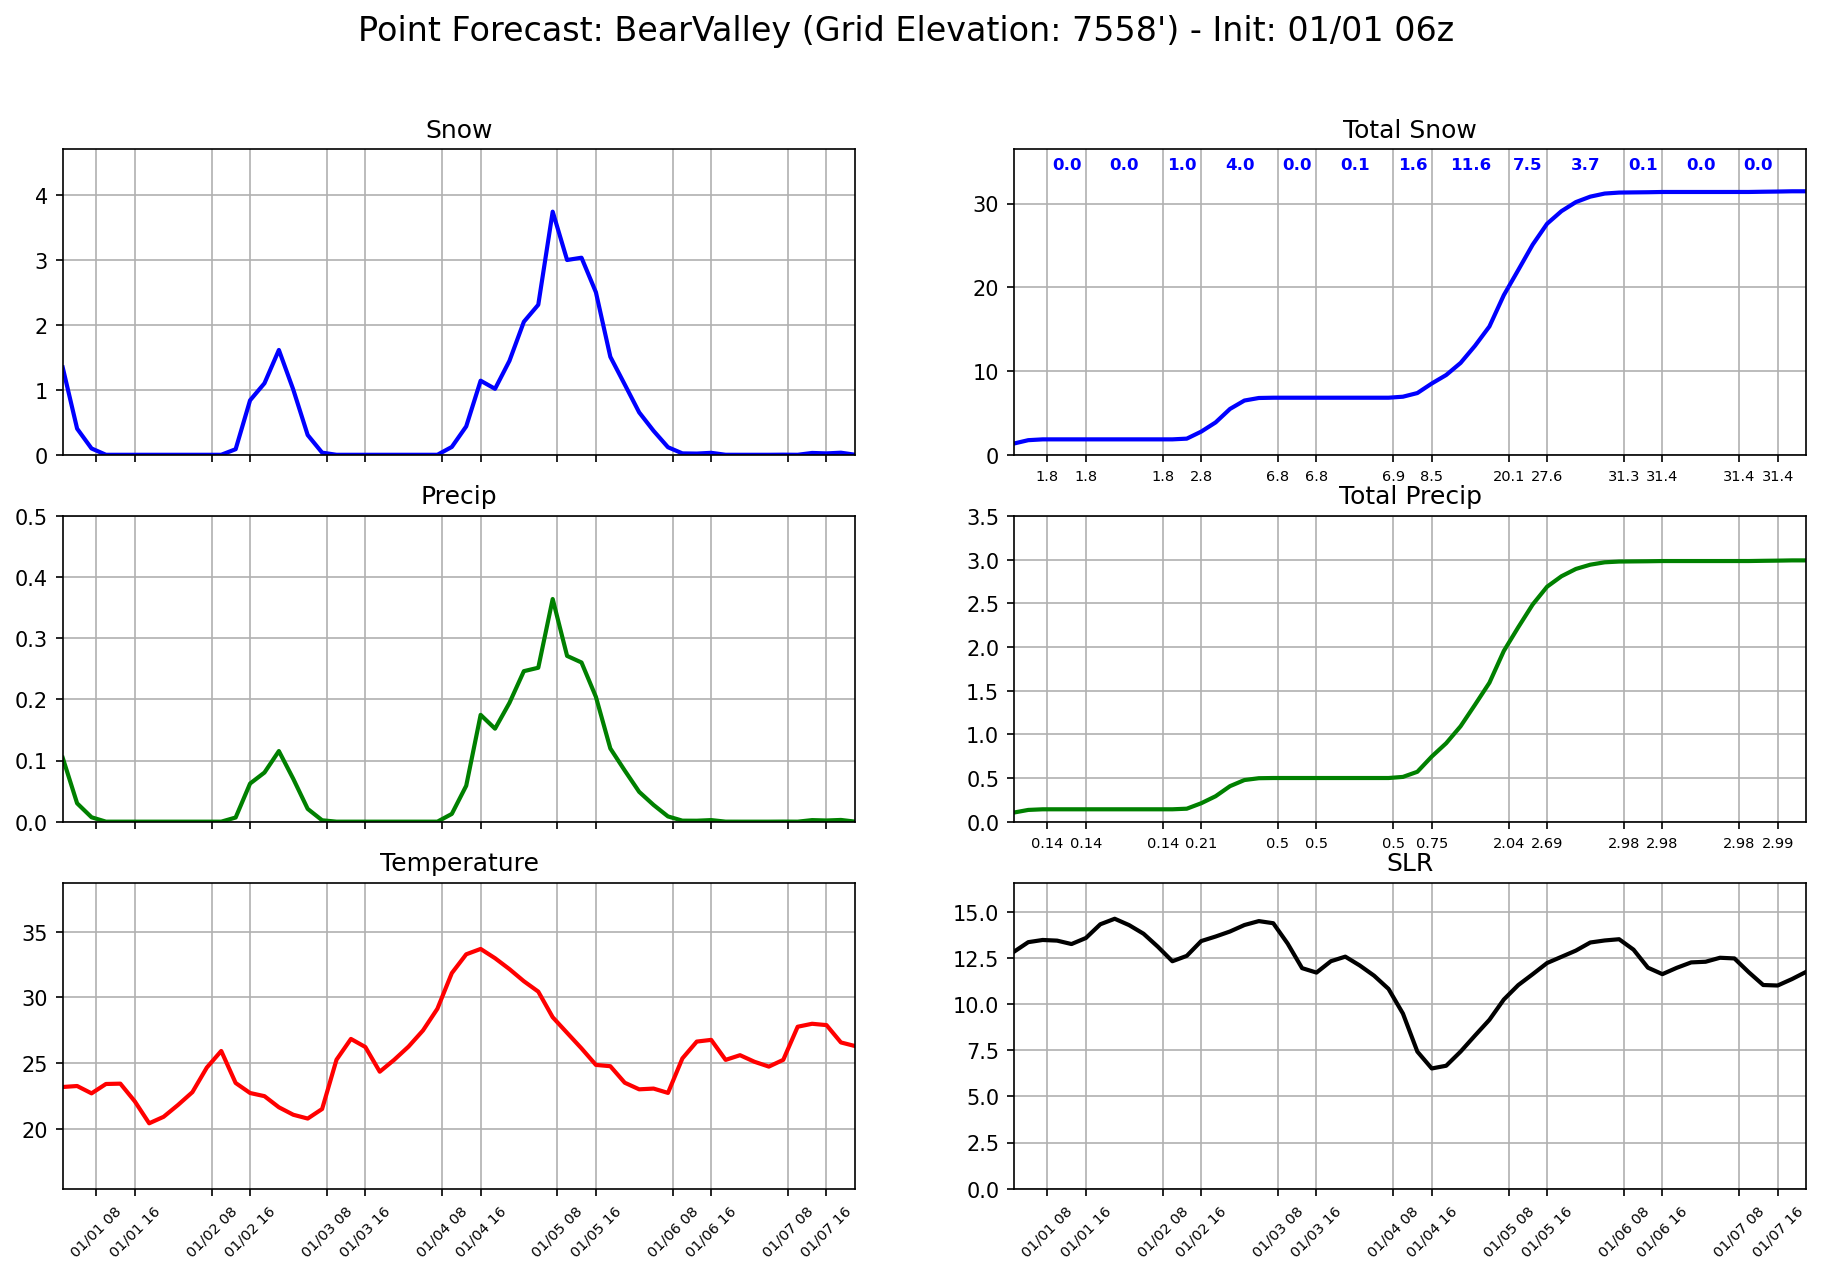 Point Forecast: BearValley (Grid Elevation: 7558') - Init: 01/01 06z
Snow
4
3
2
1
0
Total Snow
0.0 0.0 1.0 4.0 0.0 0.1 1.6 11.6 7.5 3.7 0.1 0.0 0.0
30
20
10
0
1.8 1.8 1.8 2.8 6.8 6.8 6.9 8.5 20.1 27.6 31.3 31.4 31.4 31.4
Precip
0.5
0.4
0.3
0.2
0.1
0.0
Total Precip
3.5
3.0
2.5
2.0
1.5
1.0
0.5
0.0
0.14 0.14 0.14 0.21 0.5 0.5 0.5 0.75 2.04 2.69 2.98 2.98 2.98 2.99
Temperature
35
30
25
20
01/01 08 01/01 16 01/02 08 01/02 16 01/03 08 01/03 16 01/04 08 01/04 16 01/05 08 01/05 16 01/06 08 01/06 16 01/07 08 01/07 16
SLR
15.0
12.5
10.0
7.5
5.0
2.5
0.0
01/01 08 01/01 16 01/02 08 01/02 16 01/03 08 01/03 16 01/04 08 01/04 16 01/05 08 01/05 16 01/06 08 01/06 16 01/07 08 01/07 16